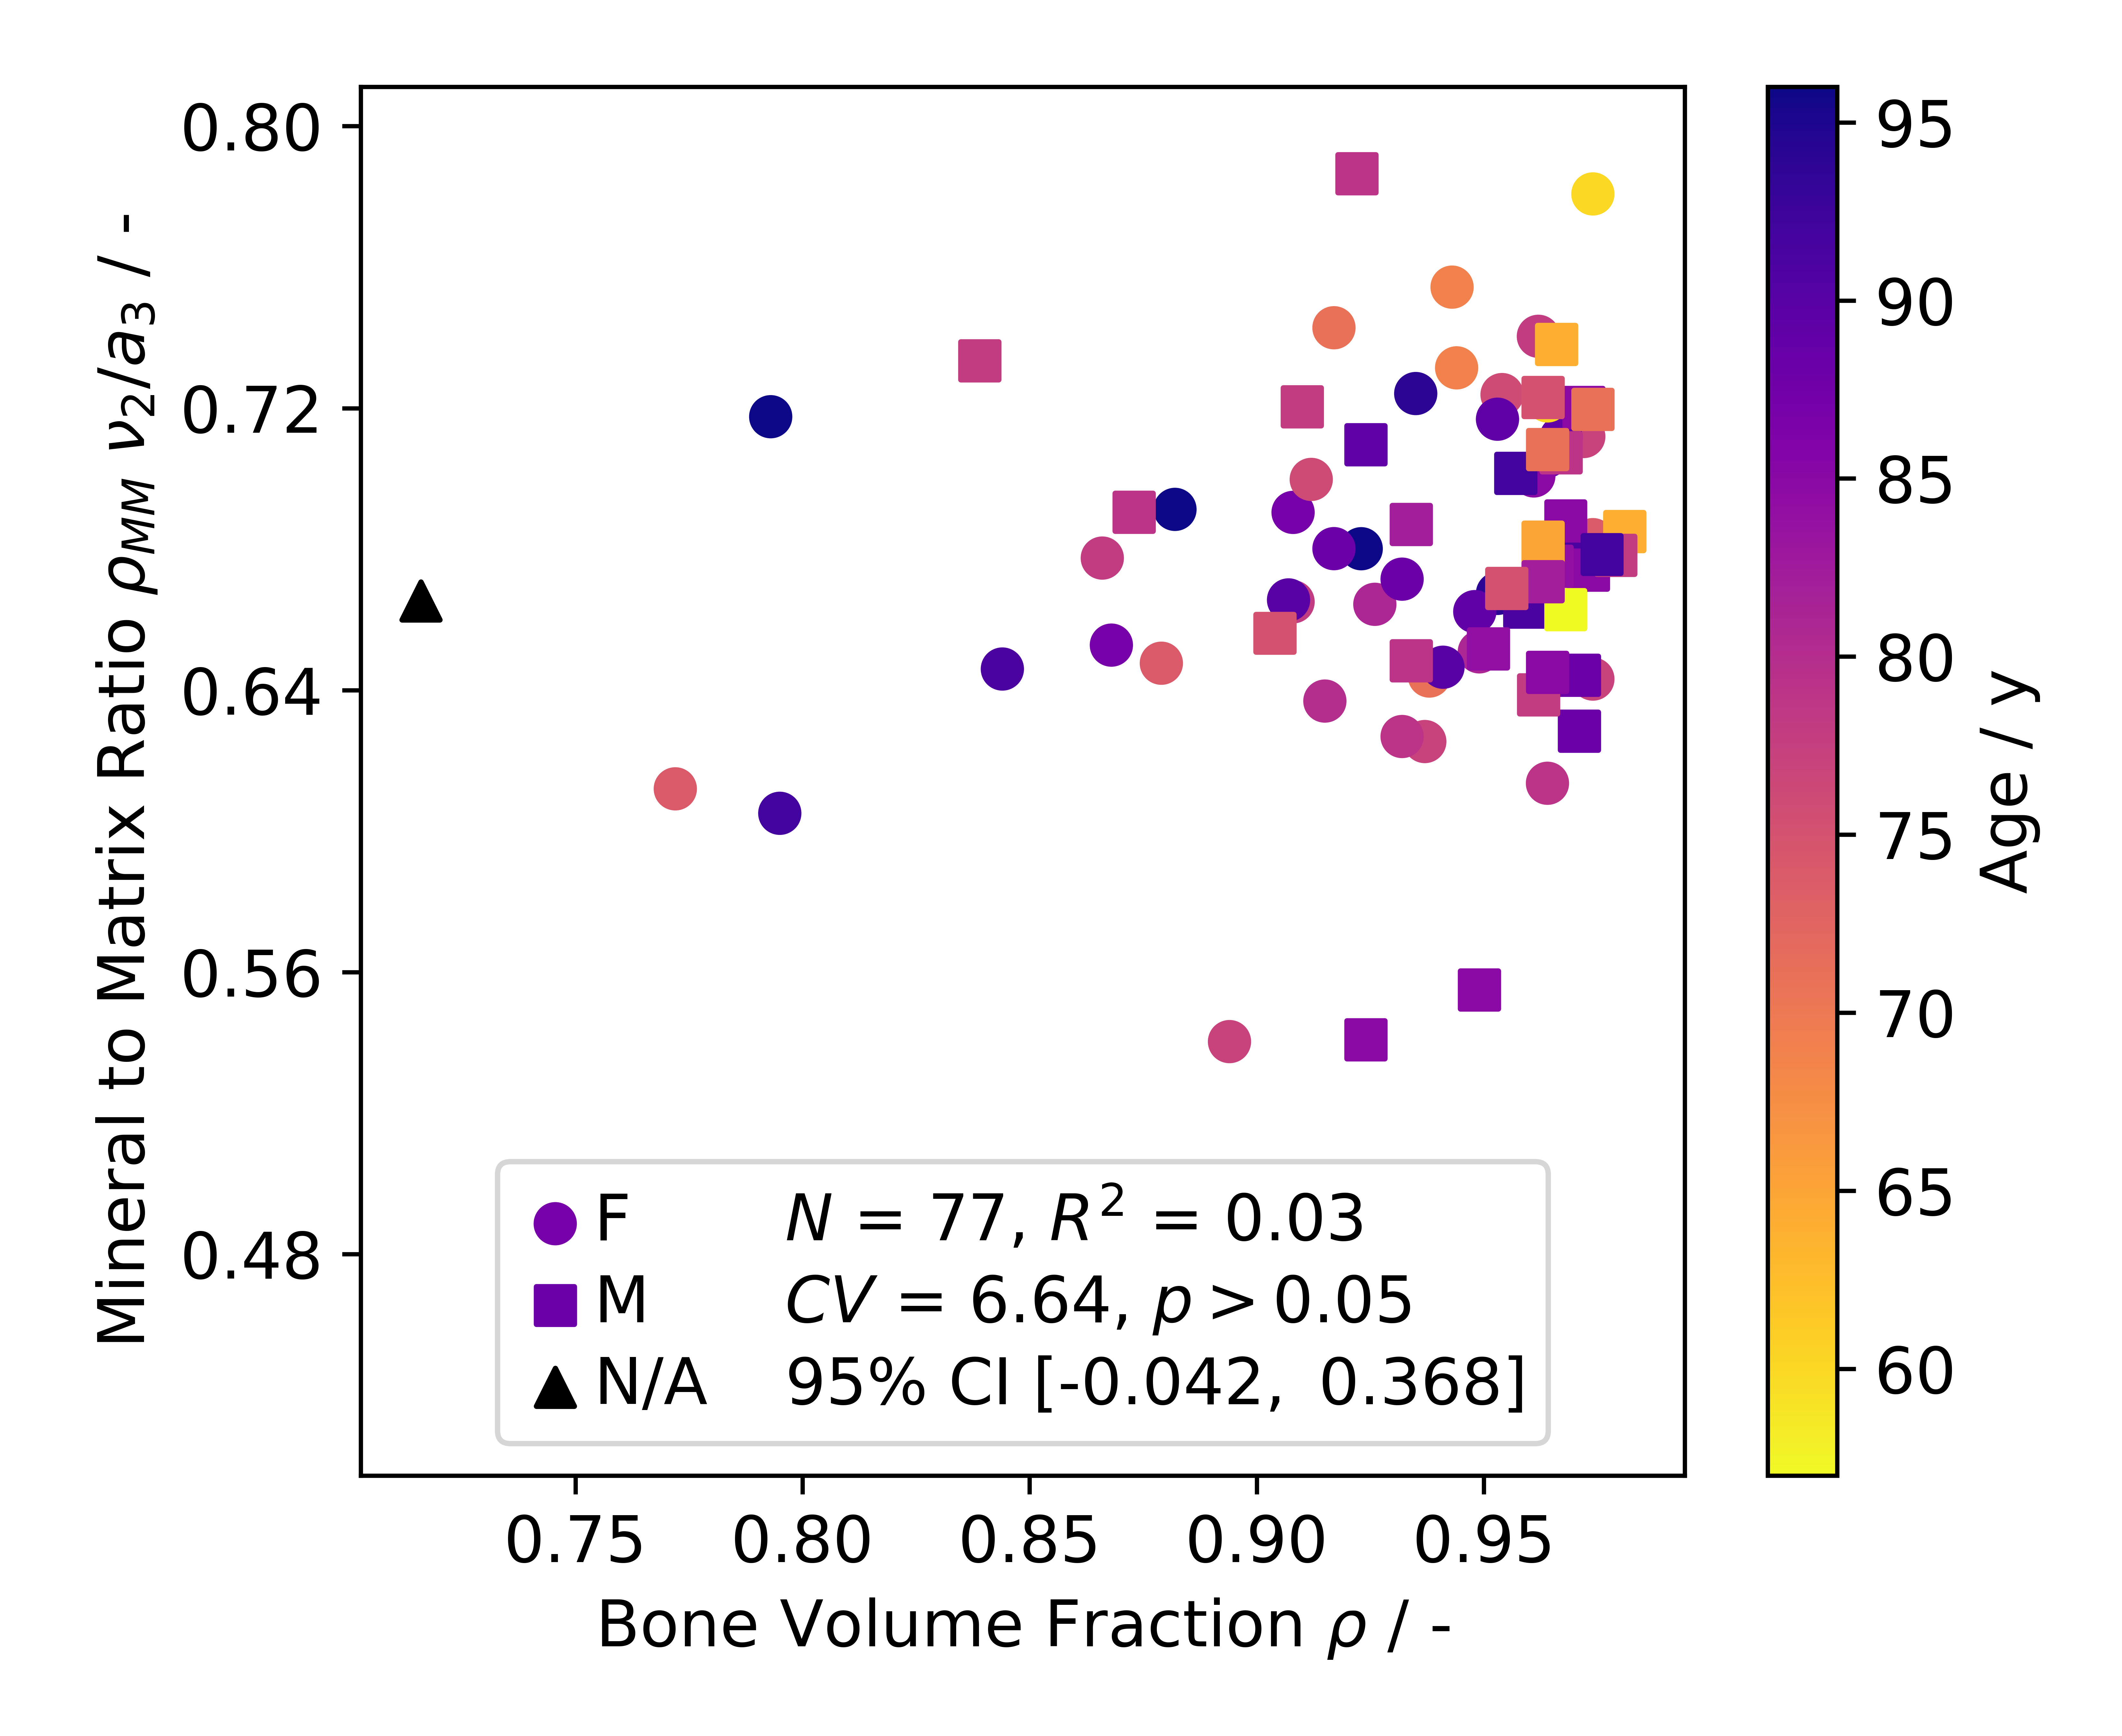 0.80
0.72
0.64
0.56
0.48
Mineral to Matrix Ratio ρ_MM ν₂/a₃ / -
F N = 77, R² = 0.03
M CV = 6.64, p > 0.05
N/A 95% CI [-0.042, 0.368]
0.75 0.80 0.85 0.90 0.95
Bone Volume Fraction ρ / -
95
90
85
80
75
70
65
60
Age / y